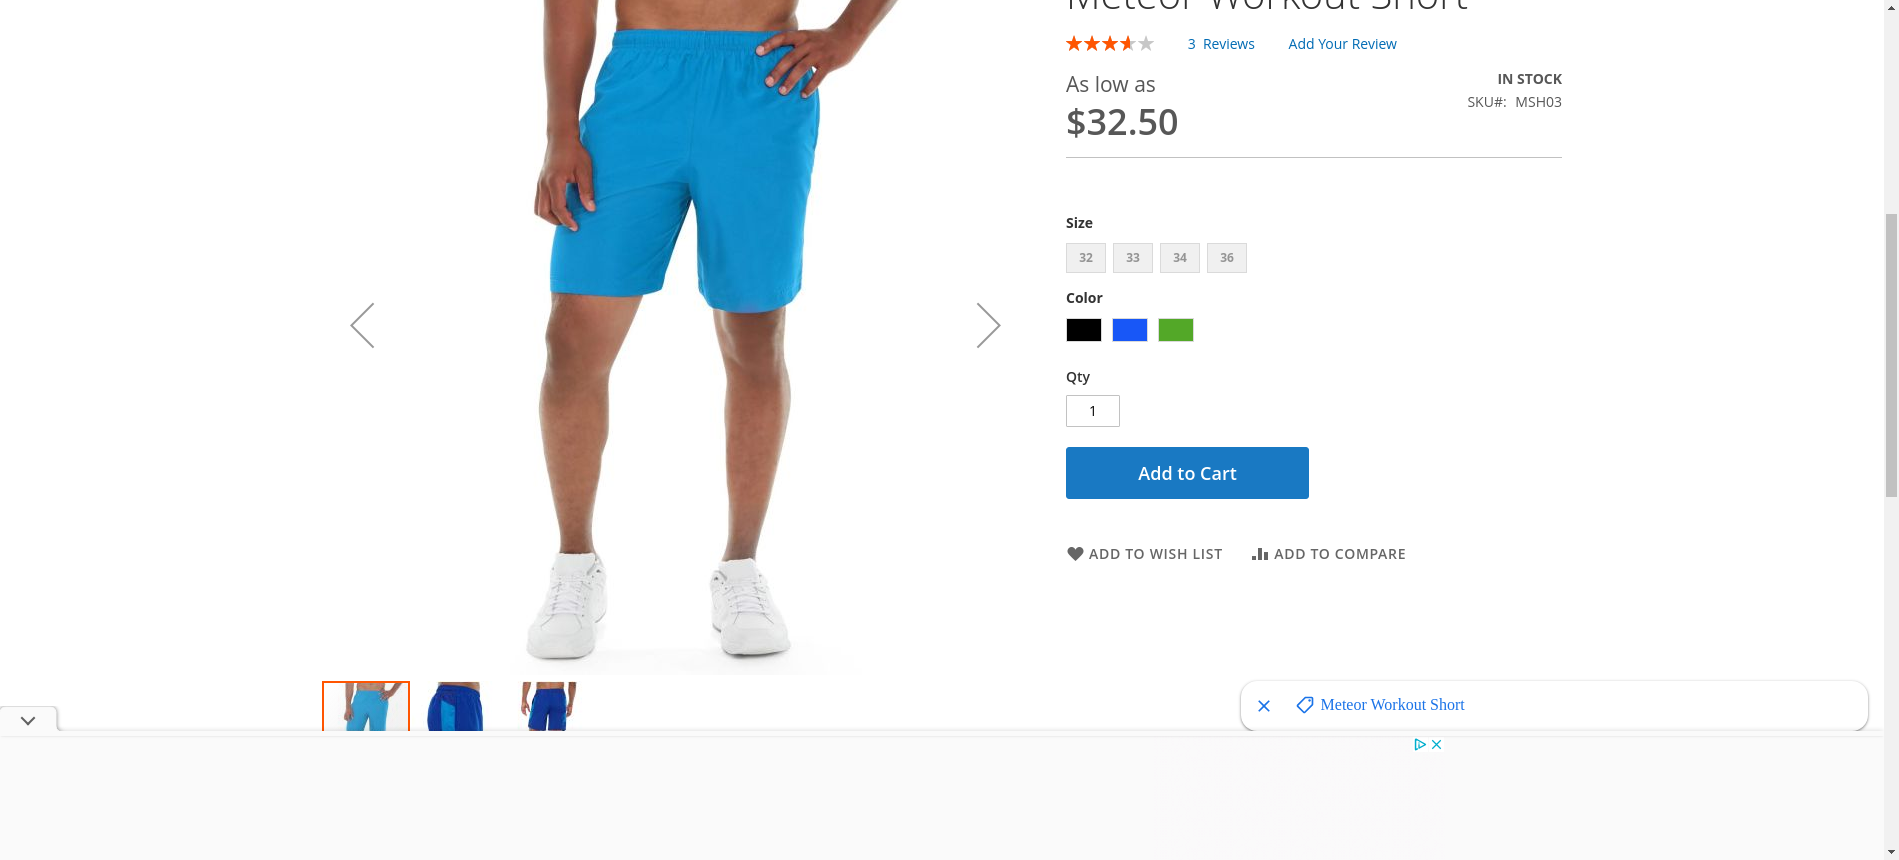 Meteor Workout Short
3 Reviews Add Your Review
As low as
IN STOCK
$32.50
SKU#: MSH03
Size
32 33 34 36
Color
Qty
1
Add to Cart
ADD TO WISH LIST ADD TO COMPARE
Meteor Workout Short